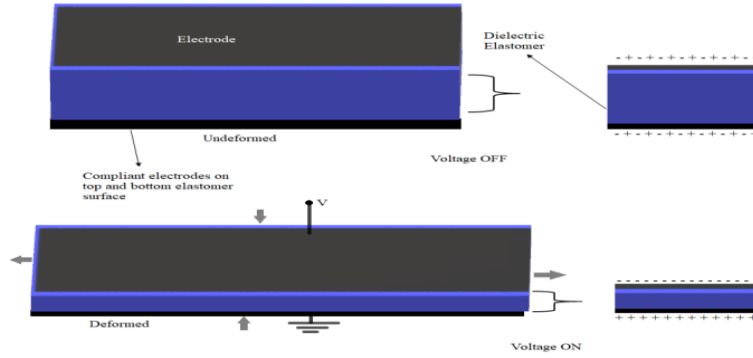 Electrode
Dielectric
Elastomer
- + - + - + - + -
Undeformed
- + - + - + - + -
Voltage OFF
Compliant electrodes on
top and bottom elastomer
surface
V
Deformed
+ + + + + + + + +
Voltage ON